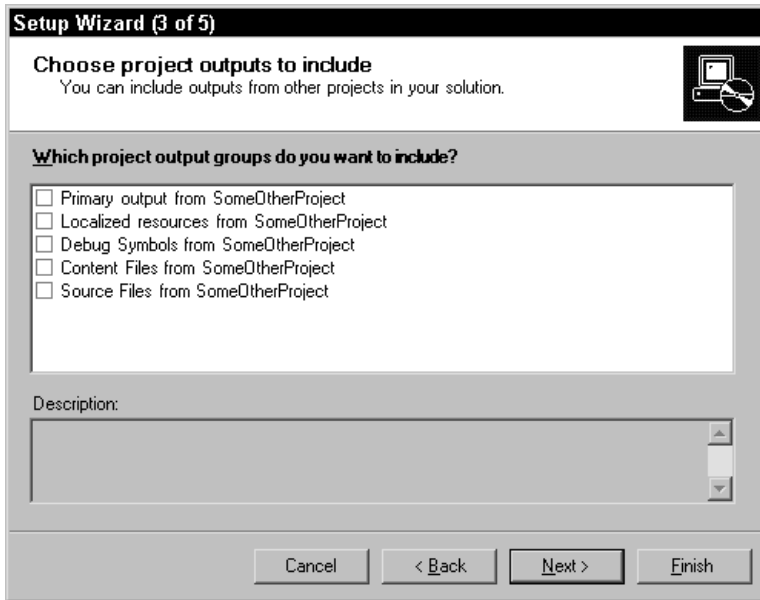 Setup Wizard (3 of 5)
Choose project outputs to include
You can include outputs from other projects in your solution.
Which project output groups do you want to include?
Primary output from SomeOtherProject
Localized resources from SomeOtherProject
Debug Symbols from SomeOtherProject
Content Files from SomeOtherProject
Source Files from SomeOtherProject
Description:
Cancel
< Back
Next >
Finish